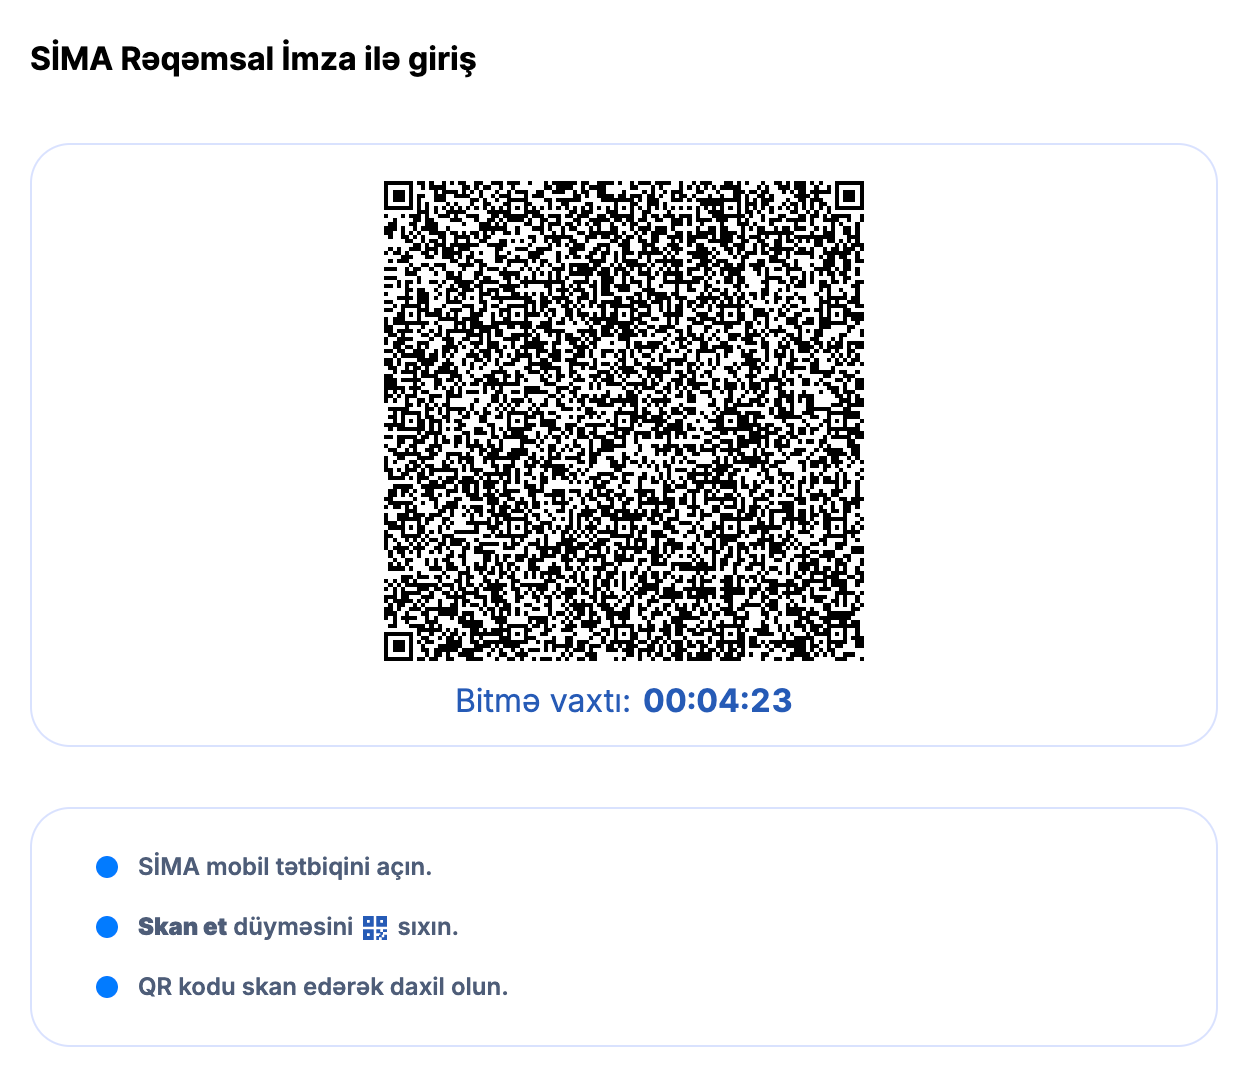 SİMA Rəqəmsal İmza ilə giriş
Bitmə vaxtı: 00:04:23
SİMA mobil tətbiqini açın.
Skan et düyməsini sıxın.
QR kodu skan edərək daxil olun.